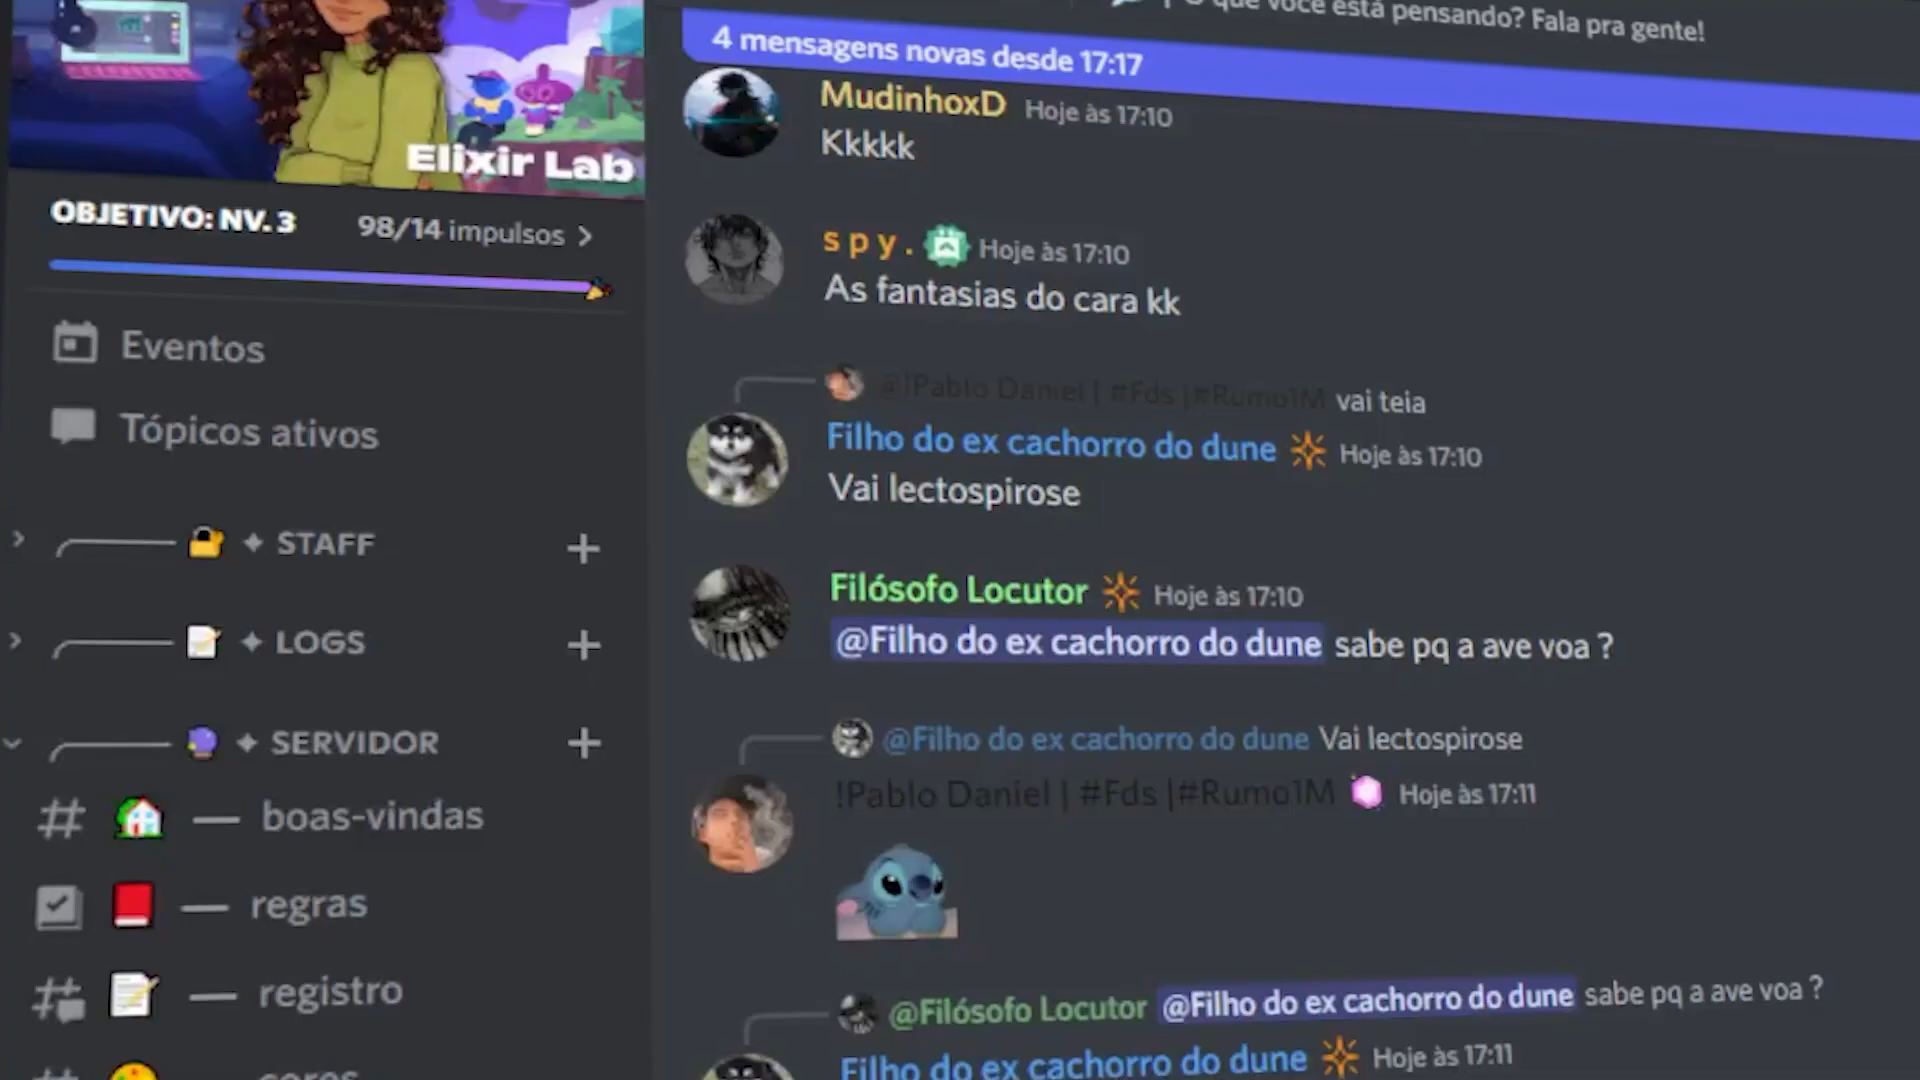 Elixir Lab
OBJETIVO: NV. 3
98/14 impulsos
Eventos
Tópicos ativos
STAFF
LOGS
SERVIDOR
boas-vindas
regras
registro
cores
que você está pensando? Fala pra gente!
4 mensagens novas desde 17:17
MudinhoxD Hoje às 17:10
Kkkkk
s p y . Hoje às 17:10
As fantasias do cara kk
@!Pablo Daniel | #Fds |#Rumo1M vai teia
Filho do ex cachorro do dune Hoje às 17:10
Vai lectospirose
Filósofo Locutor Hoje às 17:10
@Filho do ex cachorro do dune sabe pq a ave voa ?
@Filho do ex cachorro do dune Vai lectospirose
!Pablo Daniel | #Fds |#Rumo1M Hoje às 17:11
@Filósofo Locutor @Filho do ex cachorro do dune sabe pq a ave voa ?
Filho do ex cachorro do dune Hoje às 17:11